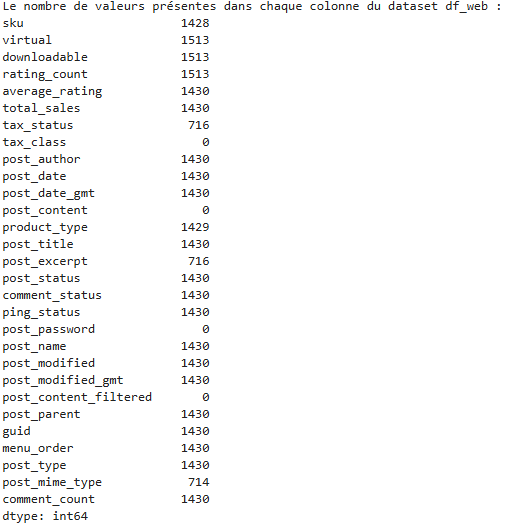 Le nombre de valeurs présentes dans chaque colonne du dataset df_web :
sku 1428
virtual 1513
downloadable 1513
rating_count 1513
average_rating 1430
total_sales 1430
tax_status 716
tax_class 0
post_author 1430
post_date 1430
post_date_gmt 1430
post_content 0
product_type 1429
post_title 1430
post_excerpt 716
post_status 1430
comment_status 1430
ping_status 1430
post_password 0
post_name 1430
post_modified 1430
post_modified_gmt 1430
post_content_filtered 0
post_parent 1430
guid 1430
menu_order 1430
post_type 1430
post_mime_type 714
comment_count 1430
dtype: int64